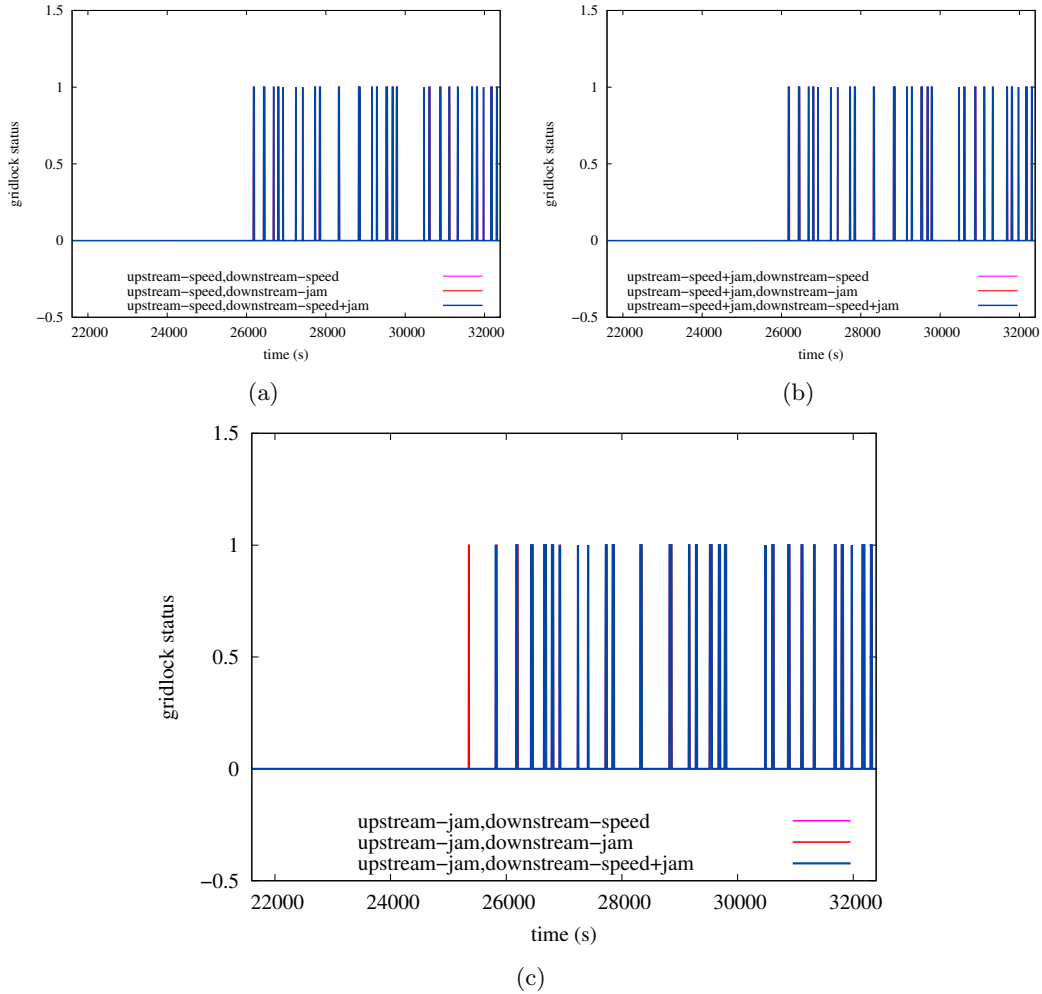 1.5
1
0.5
0
−0.5
gridlock status
upstream−speed,downstream−speed
upstream−speed,downstream−jam
upstream−speed,downstream−speed+jam
22000 24000 26000 28000 30000 32000
time (s)
(a)
1.5
1
0.5
0
−0.5
gridlock status
upstream−speed+jam,downstream−speed
upstream−speed+jam,downstream−jam
upstream−speed+jam,downstream−speed+jam
22000 24000 26000 28000 30000 32000
time (s)
(b)
1.5
1
0.5
0
−0.5
gridlock status
upstream−jam,downstream−speed
upstream−jam,downstream−jam
upstream−jam,downstream−speed+jam
22000 24000 26000 28000 30000 32000
time (s)
(c)